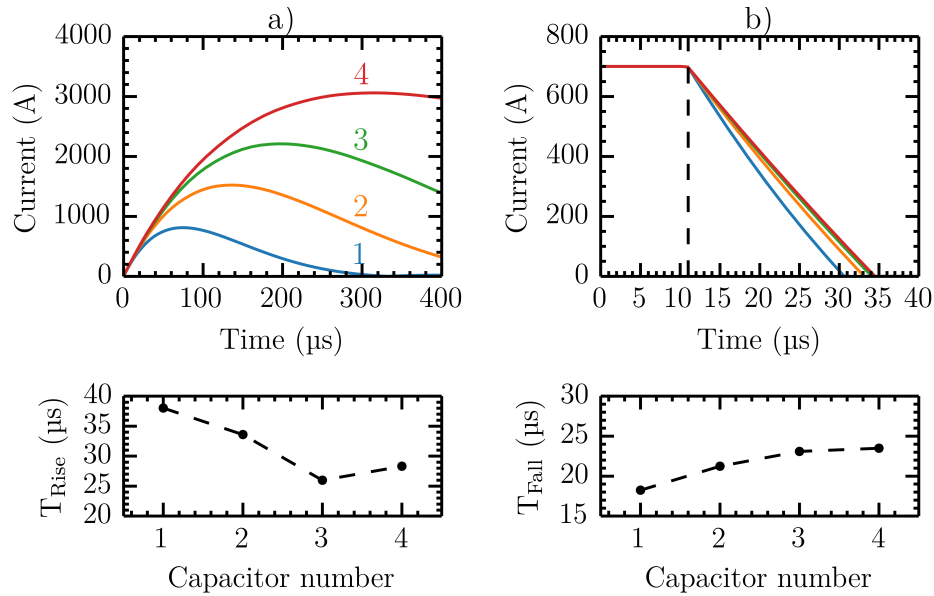 a)
Current (A)
4000
3000
2000
1000
0
4
3
2
1
0 100 200 300 400
Time (µs)
b)
Current (A)
800
600
400
200
0
0 5 10 15 20 25 30 35 40
Time (µs)
T_Rise (µs)
40
35
30
25
20
1 2 3 4
Capacitor number
T_Fall (µs)
30
25
20
15
1 2 3 4
Capacitor number